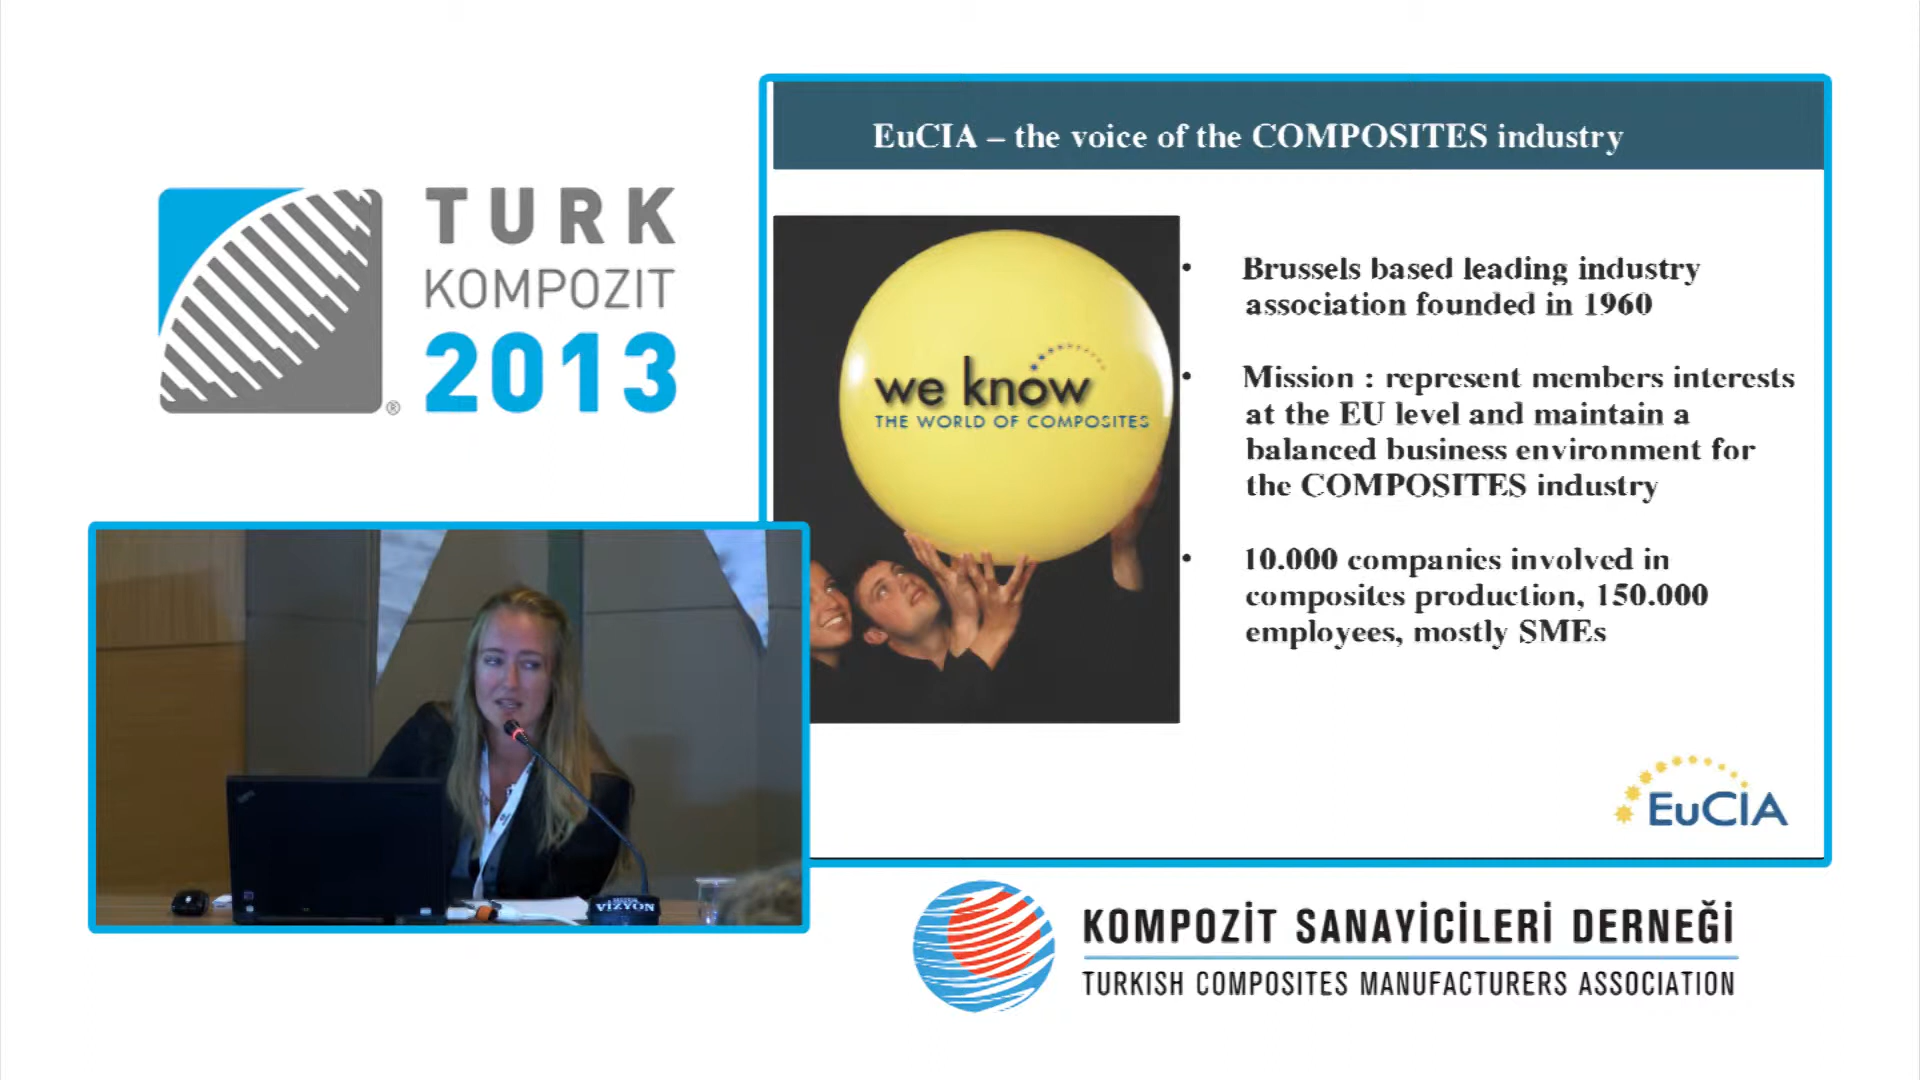 TURK
KOMPOZIT
2013
®
EuCIA – the voice of the COMPOSITES industry
we know
THE WORLD OF COMPOSITES
• Brussels based leading industry
association founded in 1960
• Mission : represent members interests
at the EU level and maintain a
balanced business environment for
the COMPOSITES industry
• 10.000 companies involved in
composites production, 150.000
employees, mostly SMEs
EuCIA
VİZYON
KOMPOZİT SANAYİCİLERİ DERNEĞİ
TURKISH COMPOSITES MANUFACTURERS ASSOCIATION